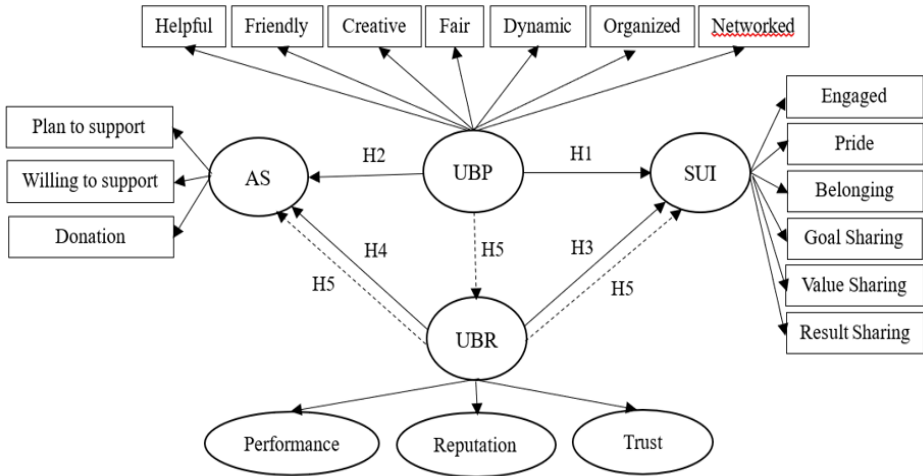 Helpful
Friendly
Creative
Fair
Dynamic
Organized
Networked
Engaged
Plan to support
Pride
H2
H1
Willing to support
AS
UBP
SUI
Belonging
Donation
Goal Sharing
H4
H5
H3
H5
H5
Value Sharing
UBR
Result Sharing
Performance
Reputation
Trust